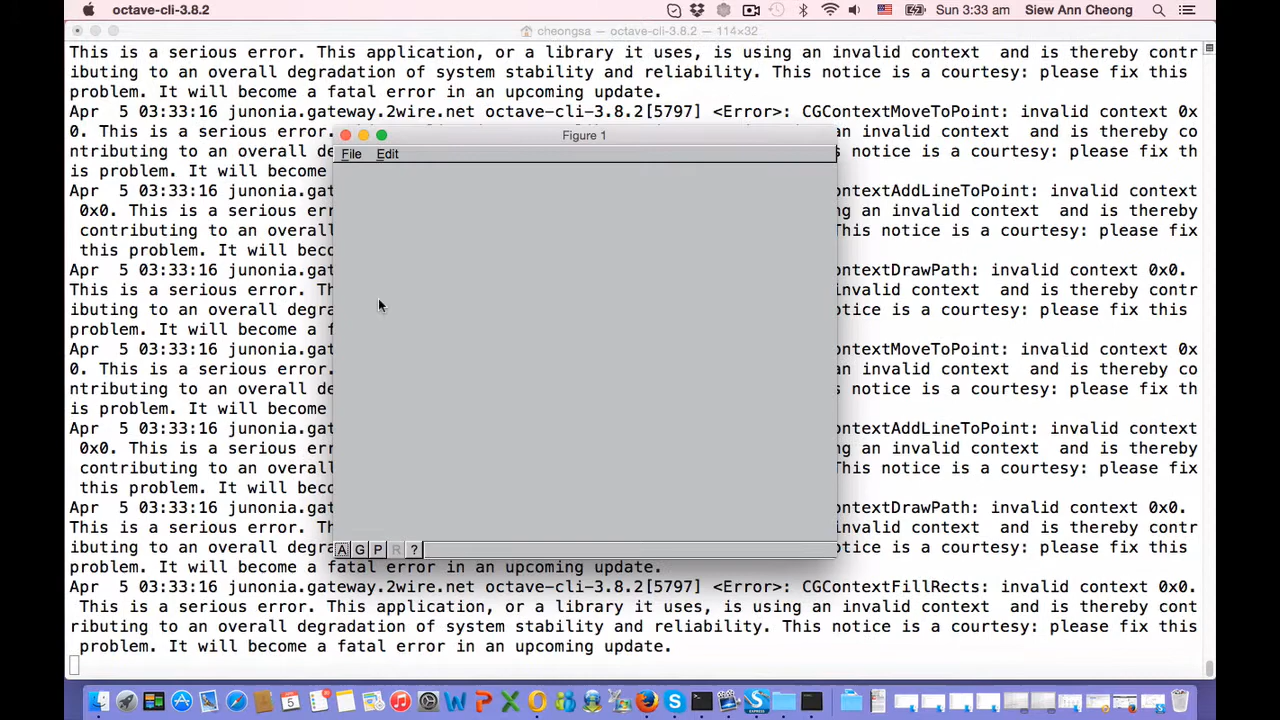 octave-cli-3.8.2 Sun 3:33 am Siew Ann Cheong
cheongsa — octave-cli-3.8.2 — 114×32
This is a serious error. This application, or a library it uses, is using an invalid context  and is thereby contr
ibuting to an overall degradation of system stability and reliability. This notice is a courtesy: please fix this
problem. It will become a fatal error in an upcoming update.
Apr  5 03:33:16 junonia.gateway.2wire.net octave-cli-3.8.2[5797] <Error>: CGContextMoveToPoint: invalid context 0x
0. This is a serious error. an invalid context  and is thereby co
ntributing to an overall de s notice is a courtesy: please fix th
is problem. It will become
Apr  5 03:33:16 junonia.gat ontextAddLineToPoint: invalid context
0x0. This is a serious err ng an invalid context  and is thereby
contributing to an overall This notice is a courtesy: please fix
this problem. It will beco
Apr  5 03:33:16 junonia.gat ontextDrawPath: invalid context 0x0.
This is a serious error. Th invalid context  and is thereby contr
ibuting to an overall degra otice is a courtesy: please fix this
problem. It will become a f
Apr  5 03:33:16 junonia.gat ontextMoveToPoint: invalid context 0x
0. This is a serious error. an invalid context  and is thereby co
ntributing to an overall de s notice is a courtesy: please fix th
is problem. It will become
Apr  5 03:33:16 junonia.gat ontextAddLineToPoint: invalid context
0x0. This is a serious err ng an invalid context  and is thereby
contributing to an overall This notice is a courtesy: please fix
this problem. It will beco
Apr  5 03:33:16 junonia.gat ontextDrawPath: invalid context 0x0.
This is a serious error. Th invalid context  and is thereby contr
ibuting to an overall degra otice is a courtesy: please fix this
problem. It will become a fatal error in an upcoming update.
Apr  5 03:33:16 junonia.gateway.2wire.net octave-cli-3.8.2[5797] <Error>: CGContextFillRects: invalid context 0x0.
This is a serious error. This application, or a library it uses, is using an invalid context  and is thereby cont
ributing to an overall degradation of system stability and reliability. This notice is a courtesy: please fix this
problem. It will become a fatal error in an upcoming update.
Figure 1
File Edit
A G P R ?